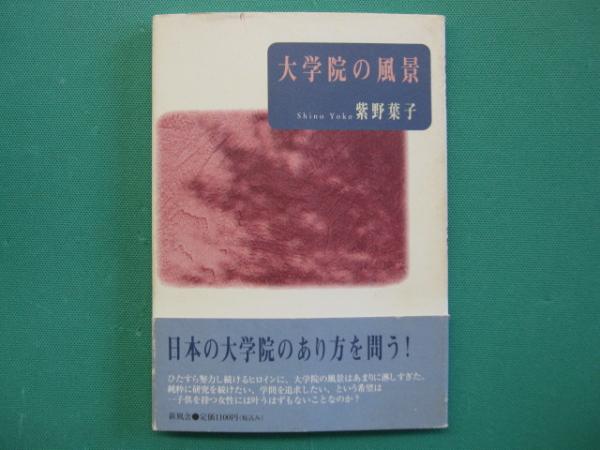 大学院の風景
Shino Yoko 紫野葉子
日本の大学院のあり方を問う！
ひたすら努力し続けるヒロインに、大学院の風景はあまりに淋しすぎた。
純粋に研究を続けたい、学問を追求したい、という希望は
一子供を持つ女性には叶うはずもないことなのか？
新風舎●定価1100円（税込み）